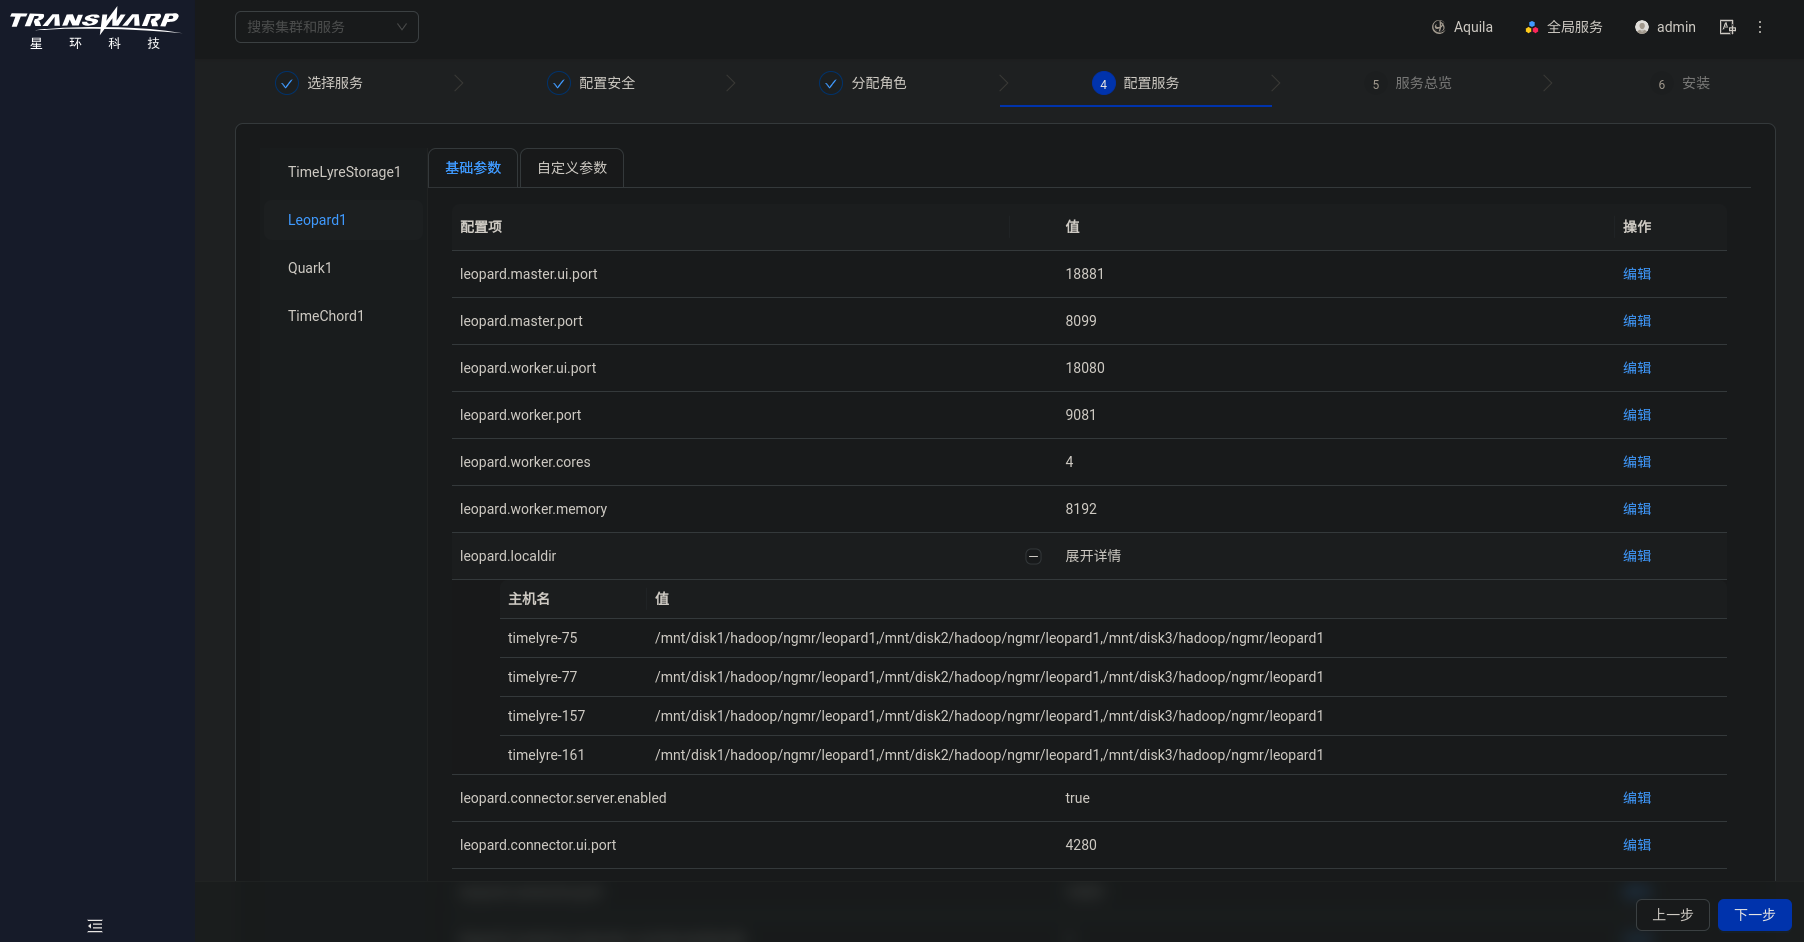 TRANSWARP
星环科技
搜索集群和服务
Aquila
全局服务
admin
选择服务
配置安全
分配角色
4 配置服务
5 服务总览
6 安装
TimeLyreStorage1
Leopard1
Quark1
TimeChord1
基础参数 自定义参数
配置项 值 操作
leopard.master.ui.port 18881 编辑
leopard.master.port 8099 编辑
leopard.worker.ui.port 18080 编辑
leopard.worker.port 9081 编辑
leopard.worker.cores 4 编辑
leopard.worker.memory 8192 编辑
leopard.localdir 展开详情 编辑
主机名 值
timelyre-75 /mnt/disk1/hadoop/ngmr/leopard1,/mnt/disk2/hadoop/ngmr/leopard1,/mnt/disk3/hadoop/ngmr/leopard1
timelyre-77 /mnt/disk1/hadoop/ngmr/leopard1,/mnt/disk2/hadoop/ngmr/leopard1,/mnt/disk3/hadoop/ngmr/leopard1
timelyre-157 /mnt/disk1/hadoop/ngmr/leopard1,/mnt/disk2/hadoop/ngmr/leopard1,/mnt/disk3/hadoop/ngmr/leopard1
timelyre-161 /mnt/disk1/hadoop/ngmr/leopard1,/mnt/disk2/hadoop/ngmr/leopard1,/mnt/disk3/hadoop/ngmr/leopard1
leopard.connector.server.enabled true 编辑
leopard.connector.ui.port 4280 编辑
上一步 下一步